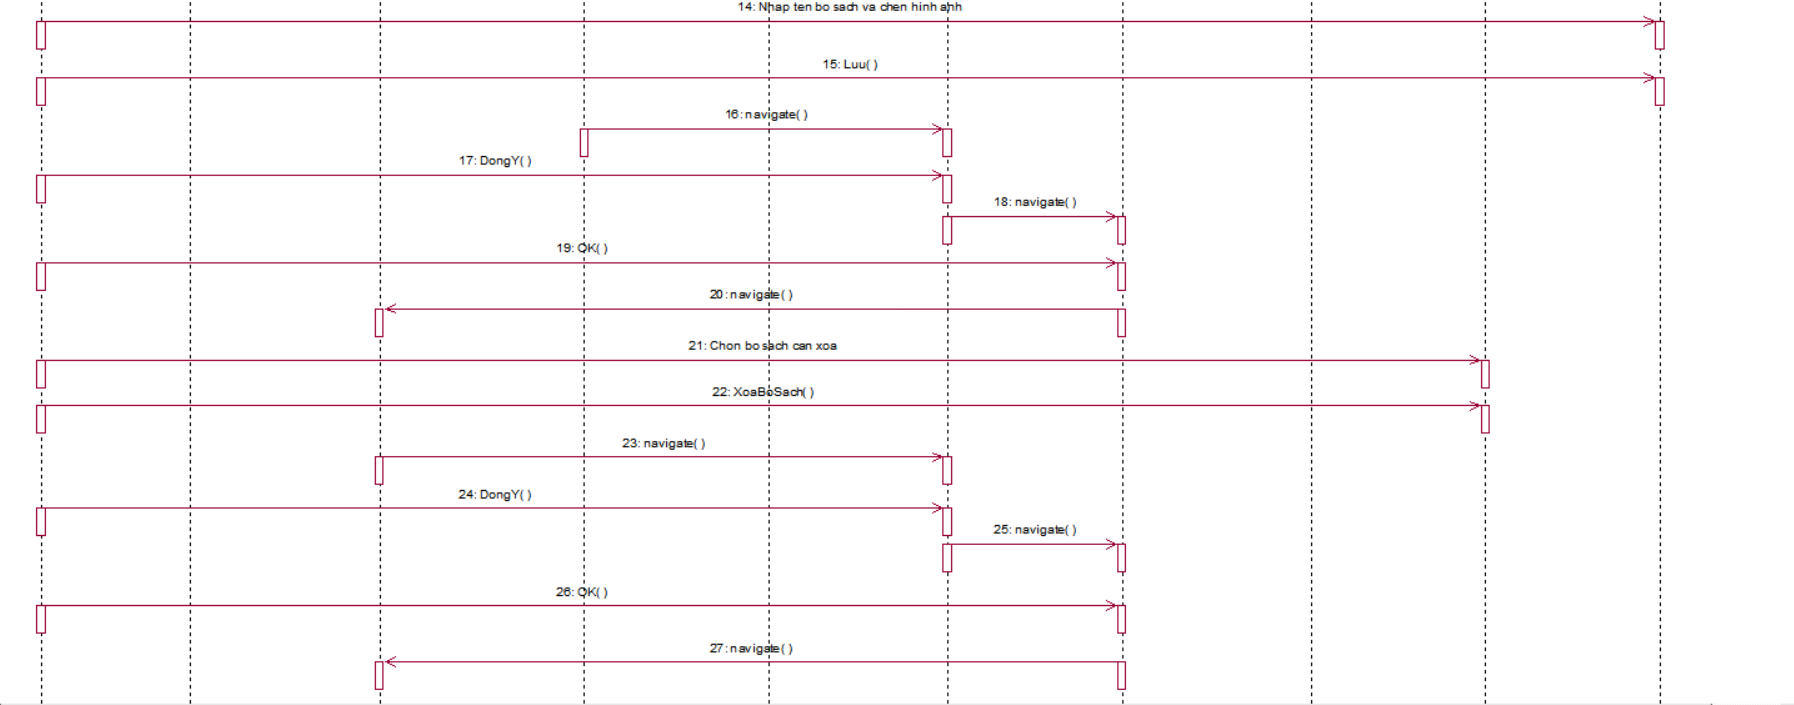 14: Nhap ten bo sach va chen hinh anh
15: Luu( )
16: navigate( )
17: DongY( )
18: navigate( )
19: OK( )
20: navigate( )
21: Chon bo sach can xoa
22: XoaBoSach( )
23: navigate( )
24: DongY( )
25: navigate( )
26: OK( )
27: navigate( )